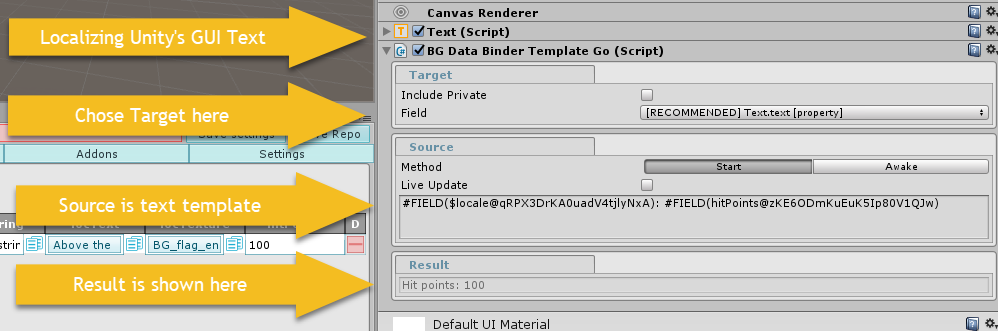 Localizing Unity's GUI Text
Chose Target here
Source is text template
Result is shown here
Save settings
Repo
Addons
Settings
D
strin
Above the
BG_flag_en
100
Canvas Renderer
Text (Script)
BG Data Binder Template Go (Script)
Target
Include Private
Field
[RECOMMENDED] Text.text [property]
Source
Method
Start
Awake
Live Update
#FIELD($locale@qRPX3DrKA0uadV4tjlyNxA): #FIELD(hitPoints@zKE6ODmKuEuK5Ip80V1QJw)
Result
Hit points: 100
Default UI Material